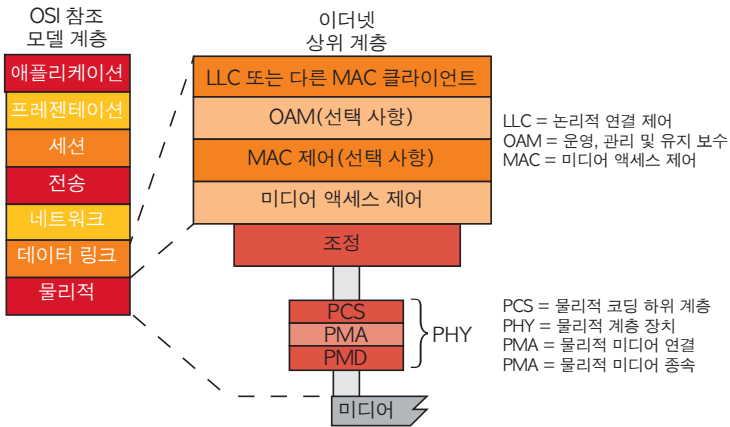 OSI 참조
모델 계층
애플리케이션
프레젠테이션
세션
전송
네트워크
데이터 링크
물리적
이더넷
상위 계층
LLC 또는 다른 MAC 클라이언트
OAM(선택 사항)
MAC 제어(선택 사항)
미디어 액세스 제어
조정
PCS
PMA
PMD
PHY
미디어
LLC = 논리적 연결 제어
OAM = 운영, 관리 및 유지 보수
MAC = 미디어 액세스 제어
PCS = 물리적 코딩 하위 계층
PHY = 물리적 계층 장치
PMA = 물리적 미디어 연결
PMA = 물리적 미디어 종속